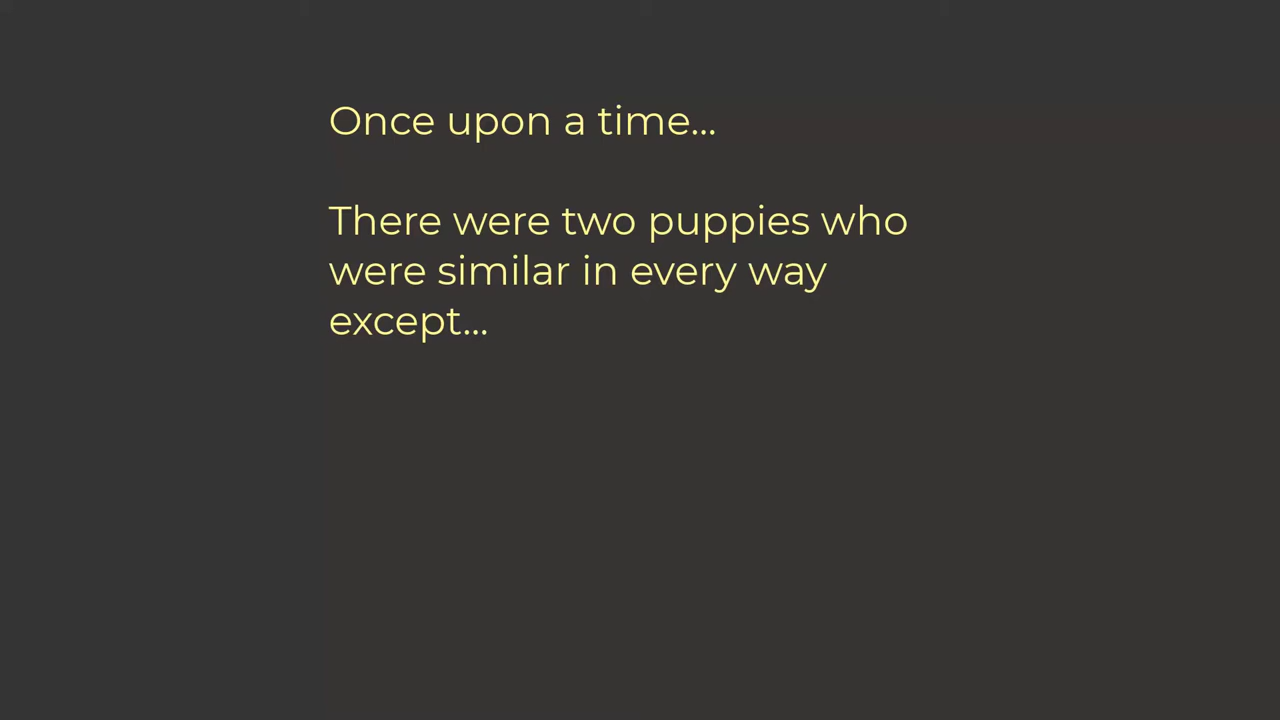 Once upon a time...
There were two puppies who
were similar in every way
except...